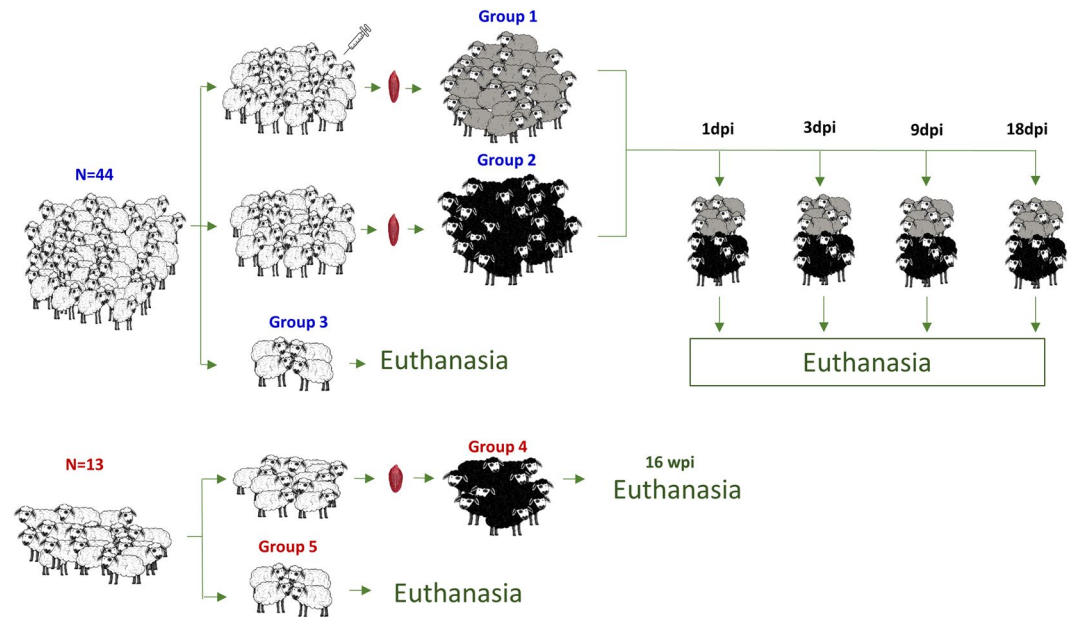 Group 1
1dpi
3dpi
9dpi
18dpi
N=44
Group 2
Group 3
Euthanasia
Euthanasia
Group 4
N=13
16 wpi
Euthanasia
Group 5
Euthanasia